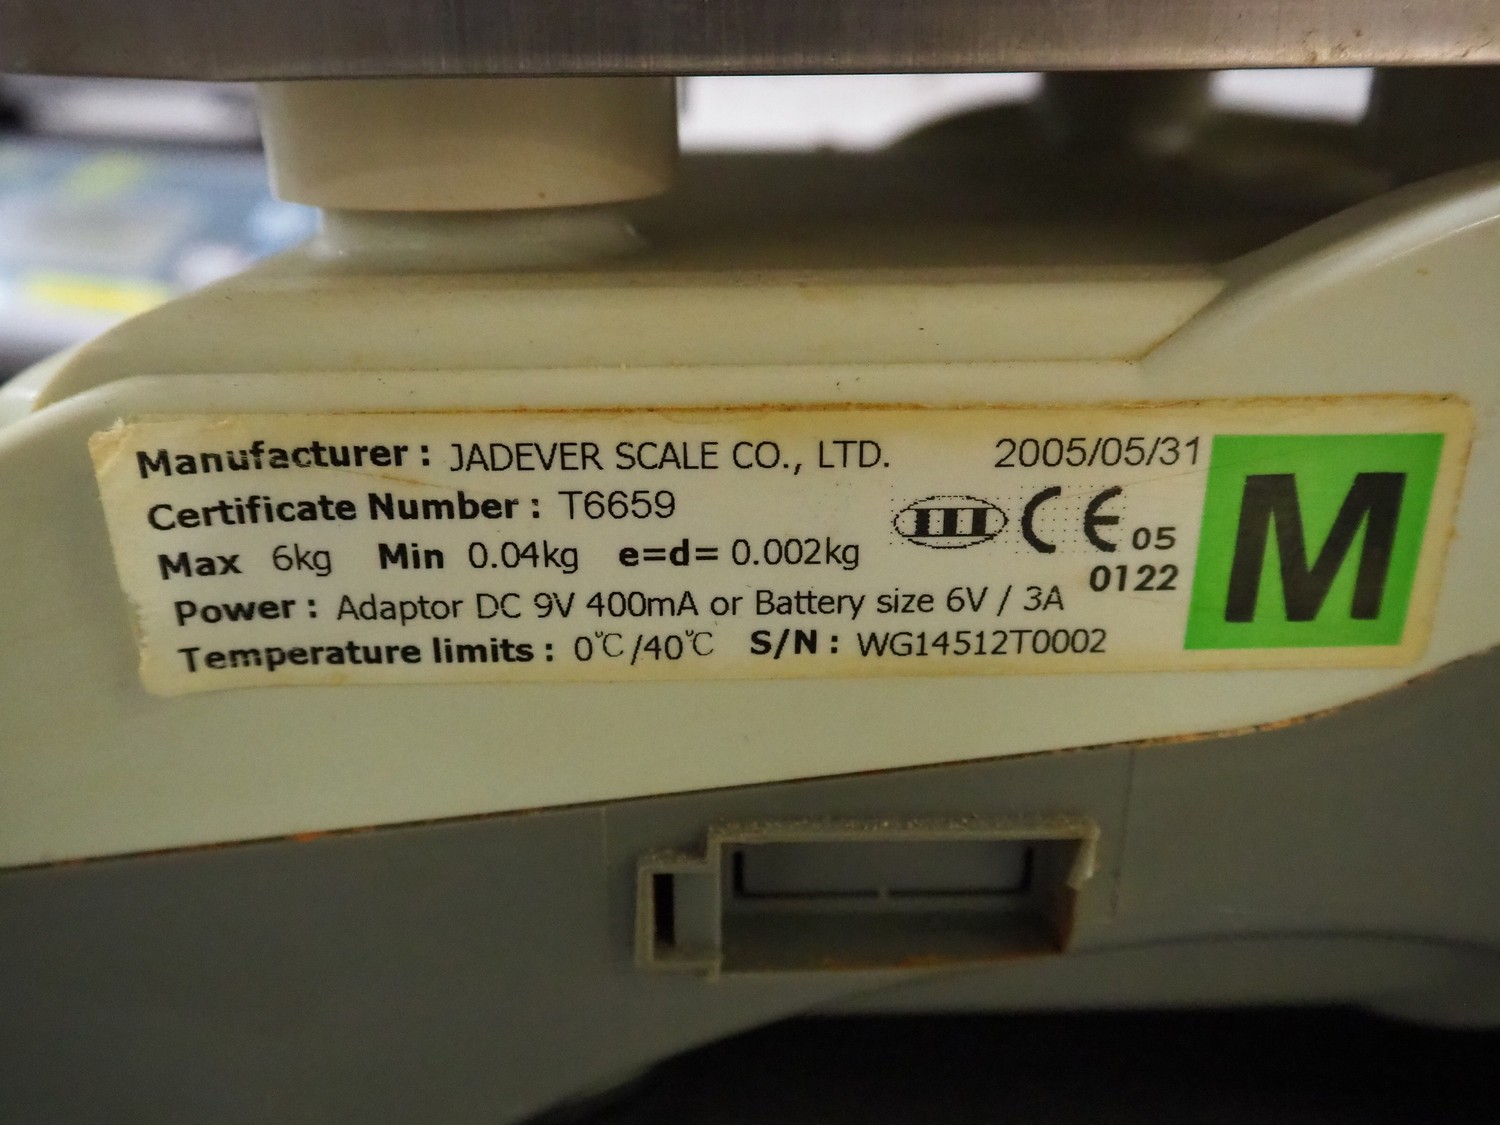 Manufacturer : JADEVER SCALE CO., LTD. 2005/05/31
Certificate Number : T6659
III CE 05
Max 6kg Min 0.04kg e=d= 0.002kg
0122
M
Power : Adaptor DC 9V 400mA or Battery size 6V / 3A
Temperature limits : 0℃/40℃ S/N : WG14512T0002